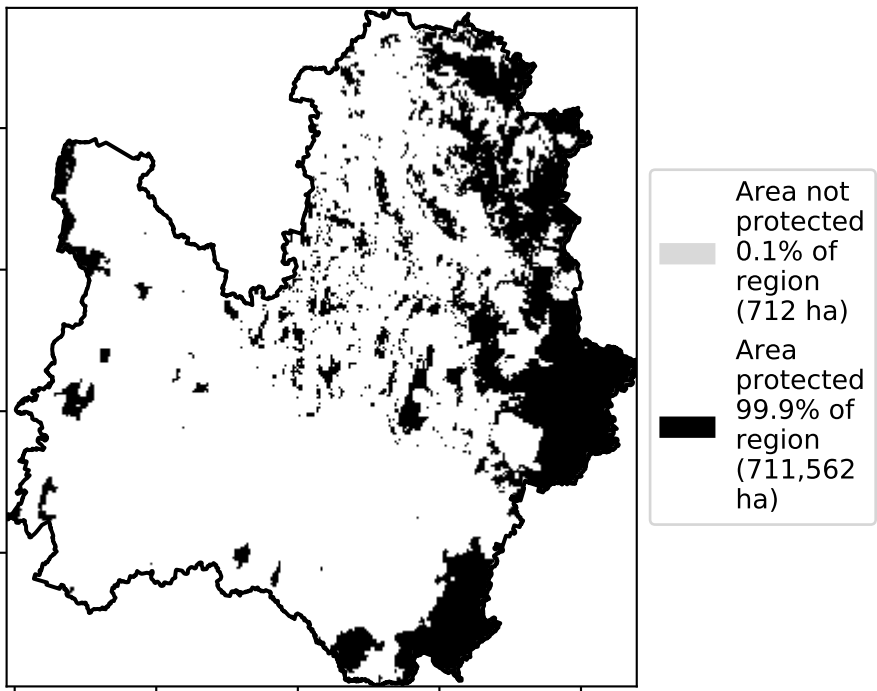 Area not
protected
0.1% of
region
(712 ha)
Area
protected
99.9% of
region
(711,562
ha)